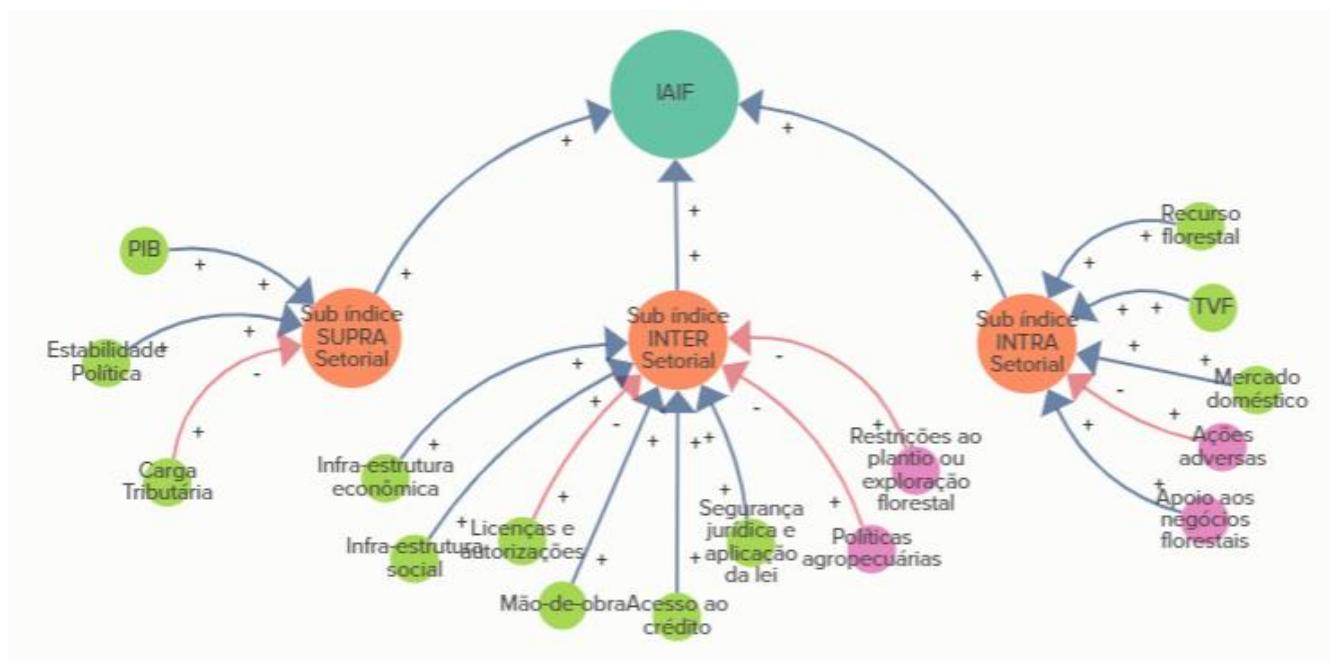 IAIF
PIB
Estabilidade
Política
Carga
Tributária
Sub índice
SUPRA
Setorial
Sub índice
INTER
Setorial
Sub índice
INTRA
Setorial
Infra-estrutura
econômica
Infra-estrutura
social
Licenças e
autorizações
Mão-de-obra
Acesso ao
crédito
Segurança
jurídica e
aplicação
da lei
Políticas
agropecuárias
Restrições ao
plantio ou
exploração
florestal
Recurso
florestal
TVF
Mercado
doméstico
Ações
adversas
Apoio aos
negócios
florestais